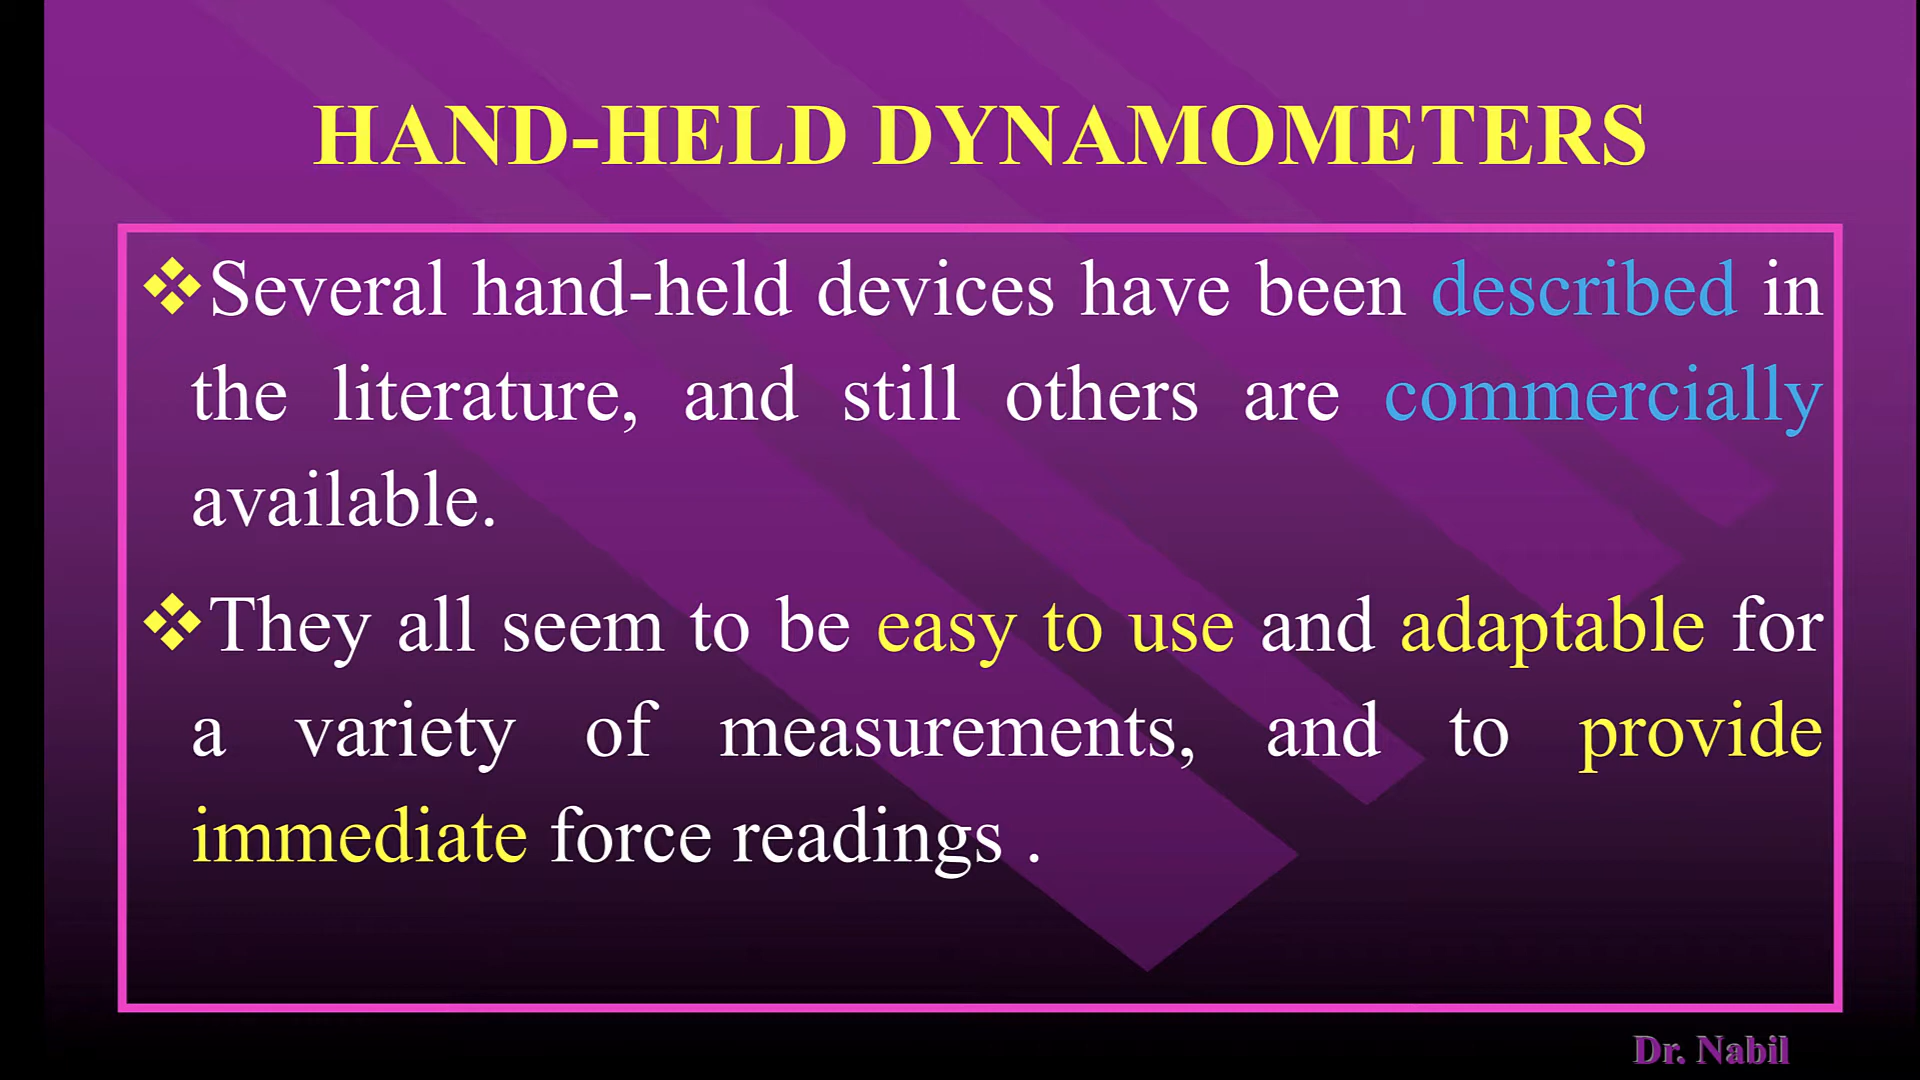 HAND-HELD DYNAMOMETERS
❖Several hand-held devices have been described in
the literature, and still others are commercially
available.
❖They all seem to be easy to use and adaptable for
a variety of measurements, and to provide
immediate force readings .
Dr. Nabil